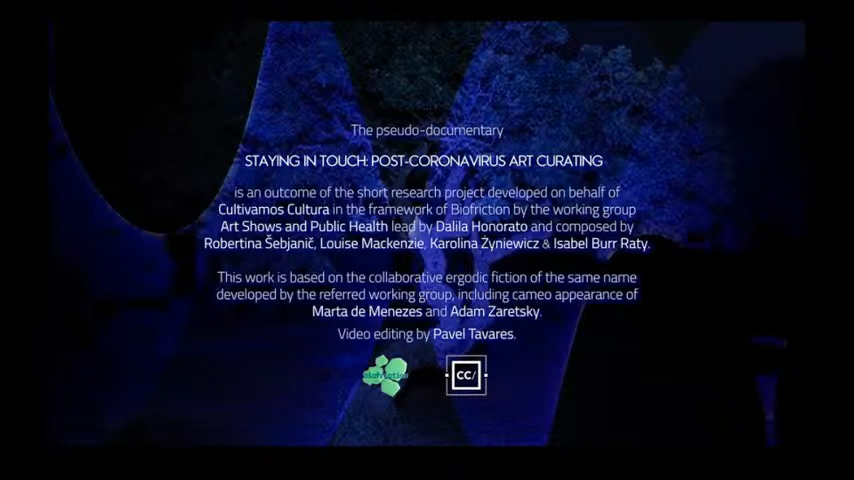 The pseudo-documentary
STAYING IN TOUCH: POST-CORONAVIRUS ART CURATING
is an outcome of the short research project developed on behalf of
Cultivamos Cultura in the framework of Biofriction by the working group
Art Shows and Public Health lead by Dalila Honorato and composed by
Robertina Šebjanič, Louise Mackenzie, Karolina Żyniewicz & Isabel Burr Raty.
This work is based on the collaborative ergodic fiction of the same name
developed by the referred working group, including cameo appearance of
Marta de Menezes and Adam Zaretsky.
Video editing by Pavel Tavares.
biofriction
CC/